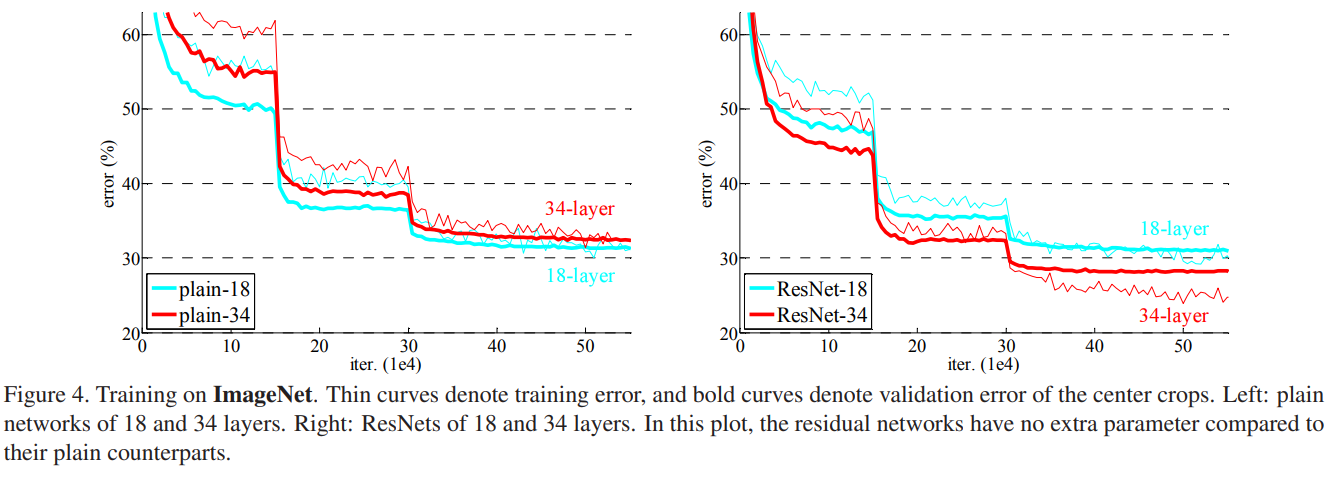 60
50
40
30
20
error (%)
34-layer
18-layer
plain-18
plain-34
0 10 20 30 40 50
iter. (1e4)
60
50
40
30
20
error (%)
18-layer
34-layer
ResNet-18
ResNet-34
0 10 20 30 40 50
iter. (1e4)
Figure 4. Training on ImageNet. Thin curves denote training error, and bold curves denote validation error of the center crops. Left: plain
networks of 18 and 34 layers. Right: ResNets of 18 and 34 layers. In this plot, the residual networks have no extra parameter compared to
their plain counterparts.